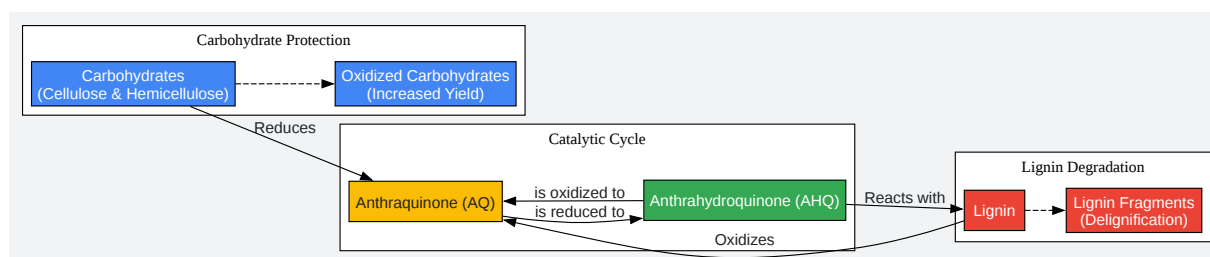 Carbohydrate Protection
Carbohydrates
(Cellulose & Hemicellulose)
Oxidized Carbohydrates
(Increased Yield)
Reduces
Catalytic Cycle
Anthraquinone (AQ)
is oxidized to
is reduced to
Anthrahydroquinone (AHQ)
Reacts with
Oxidizes
Lignin Degradation
Lignin
Lignin Fragments
(Delignification)